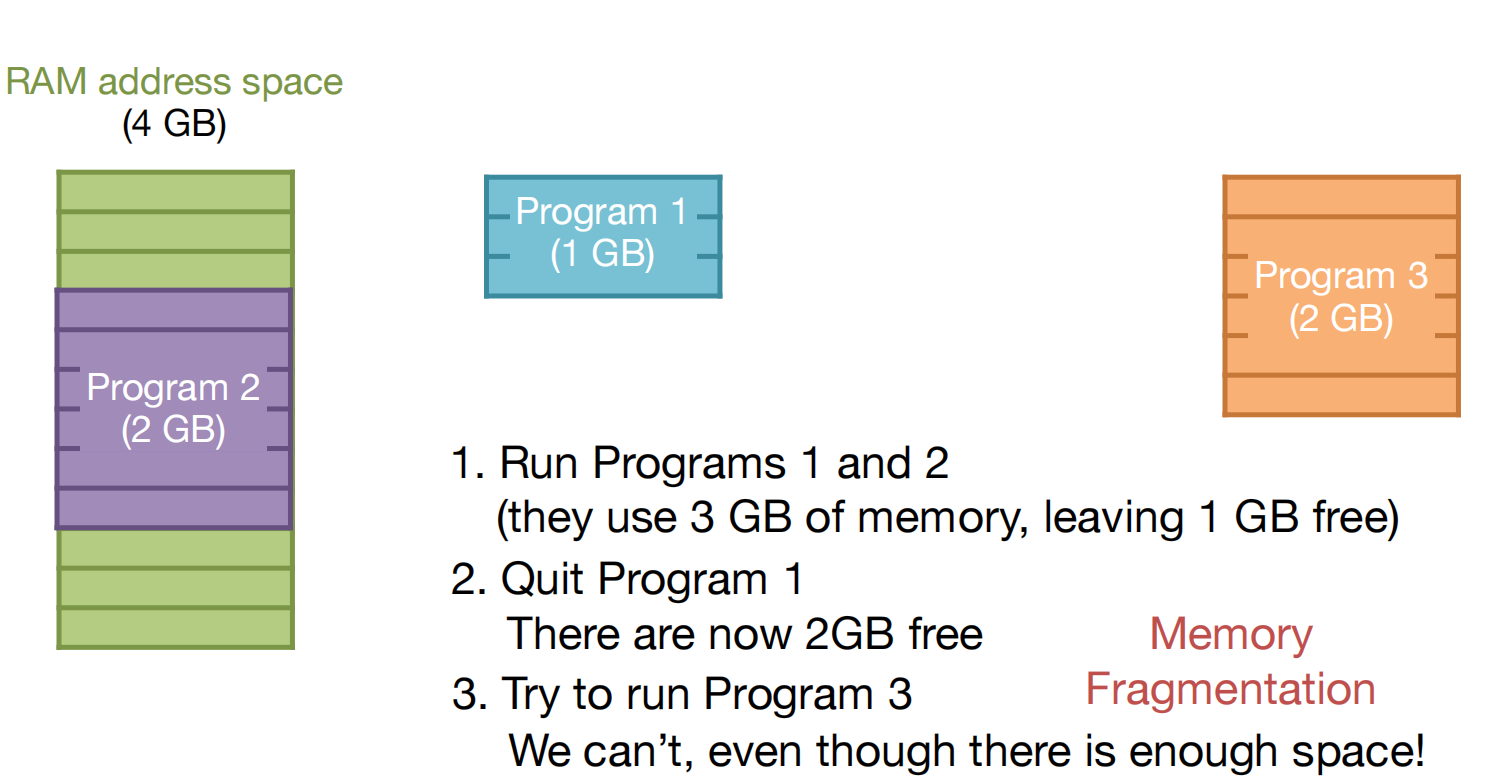 RAM address space
(4 GB)
Program 1
(1 GB)
Program 3
(2 GB)
Program 2
(2 GB)
1. Run Programs 1 and 2
(they use 3 GB of memory, leaving 1 GB free)
2. Quit Program 1
There are now 2GB free
3. Try to run Program 3
We can’t, even though there is enough space!
Memory
Fragmentation